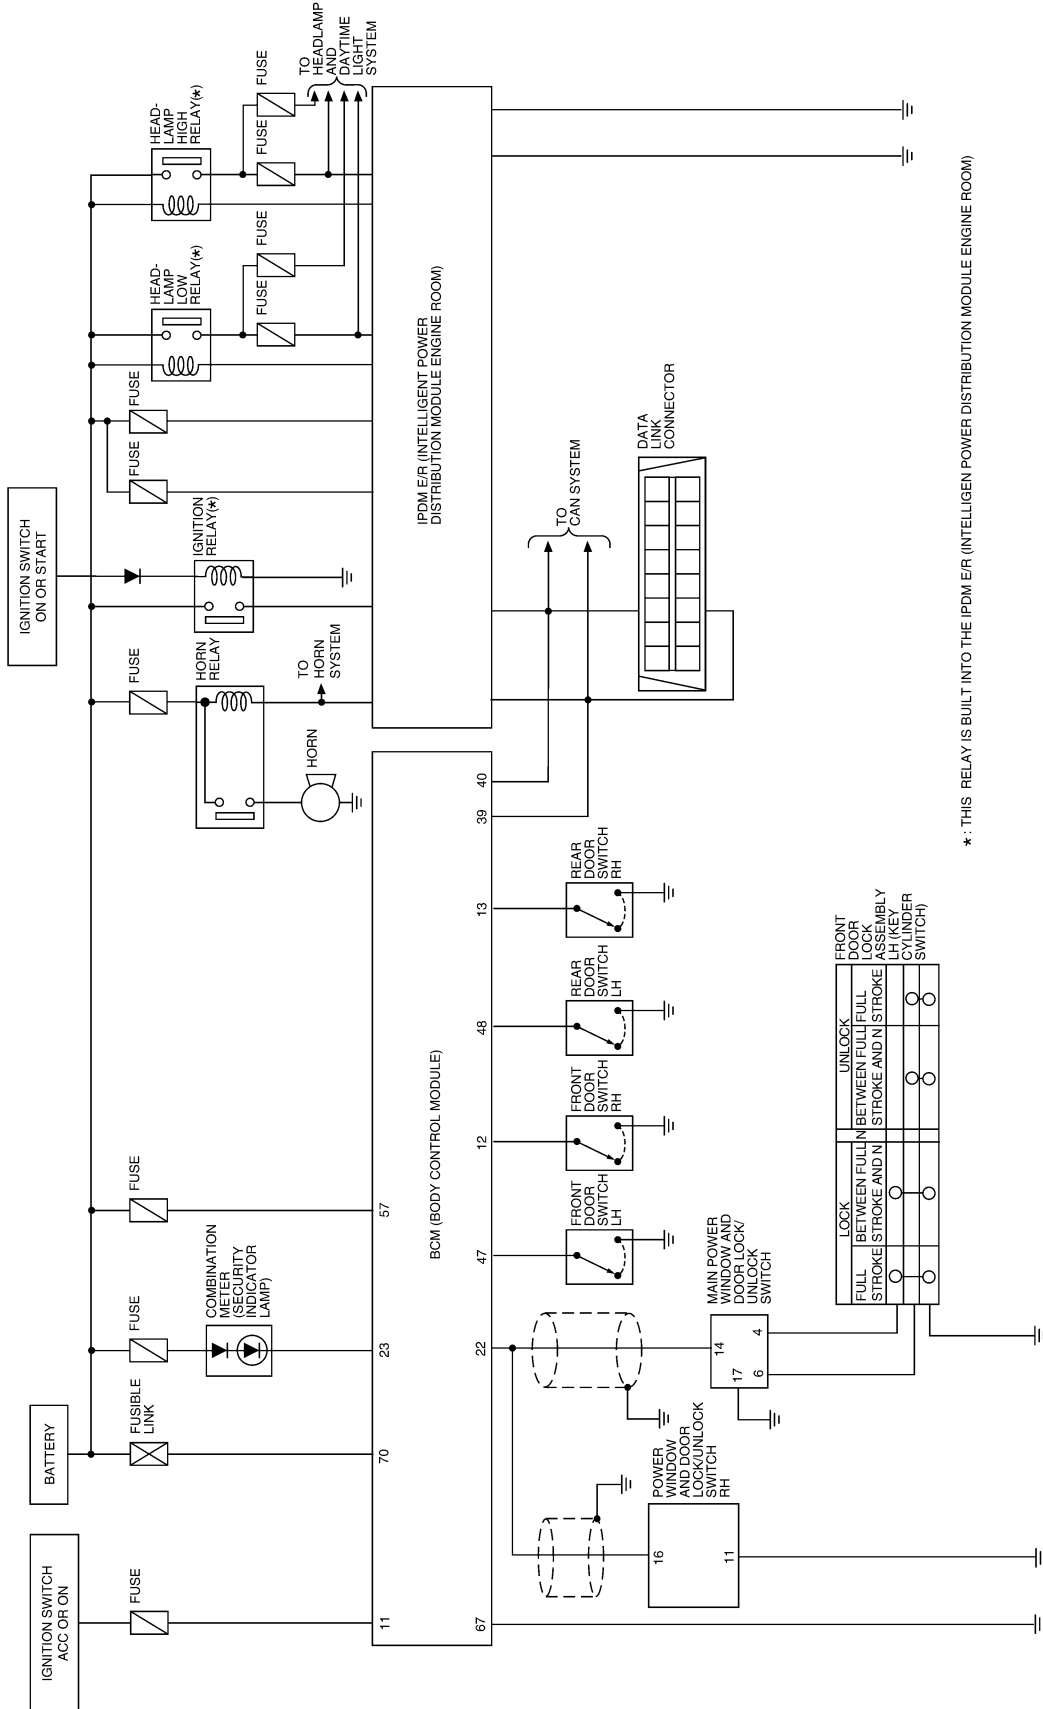 IGNITION SWITCH
ACC OR ON
BATTERY
IGNITION SWITCH
ON OR START
FUSE
FUSIBLE
LINK
FUSE
COMBINATION
METER
(SECURITY
INDICATOR
LAMP)
FUSE
FUSE
HORN
RELAY
HORN
TO
HORN
SYSTEM
IGNITION
RELAY(*)
FUSE
FUSE
HEAD-
LAMP
LOW
RELAY(*)
FUSE
FUSE
HEAD-
LAMP
HIGH
RELAY(*)
FUSE
FUSE
TO
HEADLAMP
AND
DAYTIME
LIGHT
SYSTEM
11
70
23
57
BCM (BODY CONTROL MODULE)
IPDM E/R (INTELLIGENT POWER
DISTRIBUTION MODULE ENGINE ROOM)
67
22
47
12
48
13
39
40
FRONT
DOOR
SWITCH
LH
FRONT
DOOR
SWITCH
RH
REAR
DOOR
SWITCH
LH
REAR
DOOR
SWITCH
RH
TO
CAN SYSTEM
DATA
LINK
CONNECTOR
POWER
WINDOW
AND DOOR
LOCK/UNLOCK
SWITCH
RH
16
11
MAIN POWER
WINDOW AND
DOOR LOCK/
UNLOCK
SWITCH
14
17
4
6
FRONT
DOOR
LOCK
ASSEMBLY
LH (KEY
CYLINDER
SWITCH)
LOCK
UNLOCK
FULL
STROKE
BETWEEN FULL
STROKE AND N
N
BETWEEN FULL
STROKE AND N
FULL
STROKE
* : THIS RELAY IS BUILT INTO THE IPDM E/R (INTELLIGEN POWER DISTRIBUTION MODULE ENGINE ROOM)